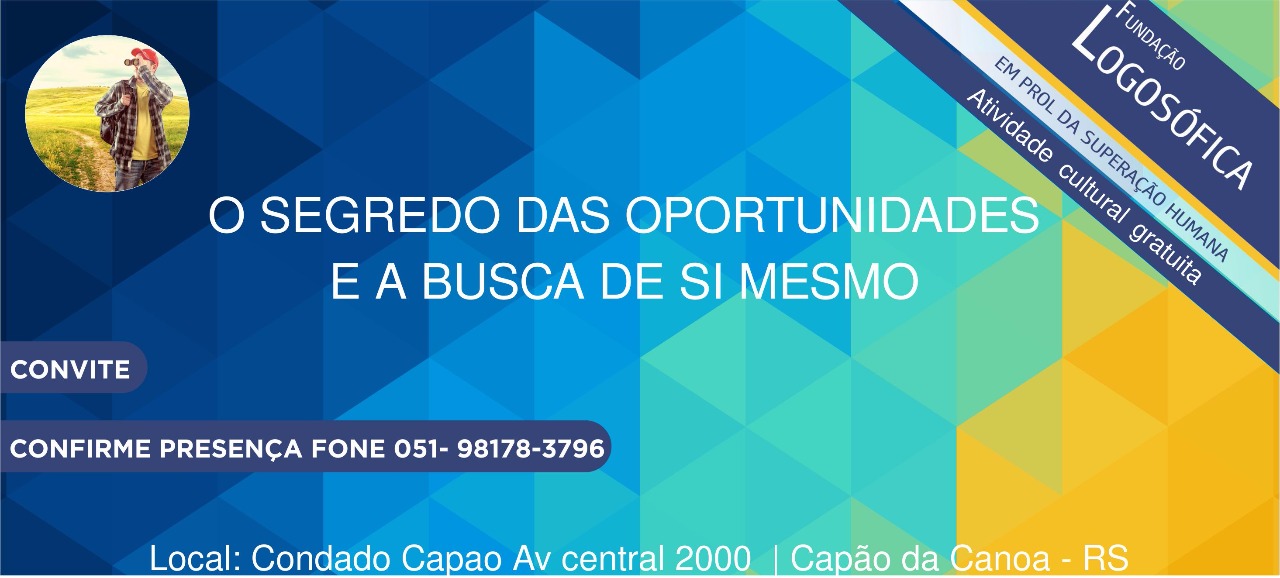 FUNDAÇÃO
LOGOSÓFICA
EM PROL DA SUPERAÇÃO HUMANA
Atividade cultural gratuita
O SEGREDO DAS OPORTUNIDADES
E A BUSCA DE SI MESMO
CONVITE
CONFIRME PRESENÇA FONE 051- 98178-3796
Local: Condado Capao Av central 2000 | Capão da Canoa - RS